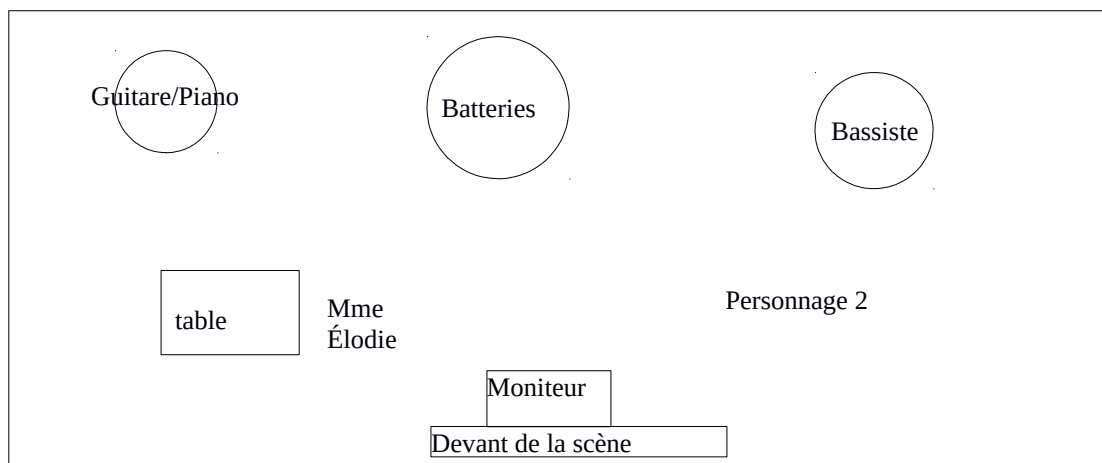 Guitare/Piano
Batteries
Bassiste
table
Mme
Élodie
Personnage 2
Moniteur
Devant de la scène